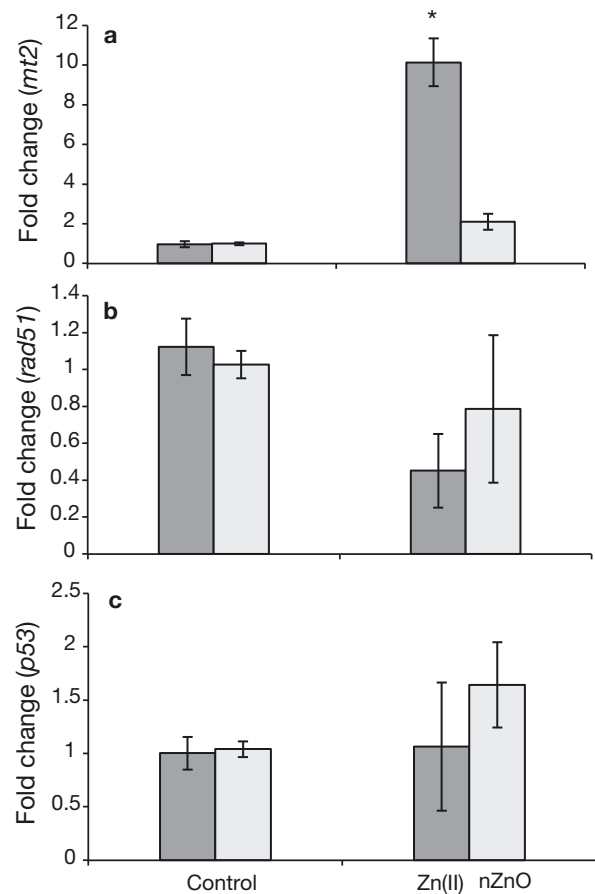 12
10
8
6
4
2
0
Fold change (mt2)
a
*
1.4
1.2
1
0.8
0.6
0.4
0.2
0
Fold change (rad51)
b
2.5
2
1.5
1
0.5
0
Fold change (p53)
c
Control
Zn(II) nZnO